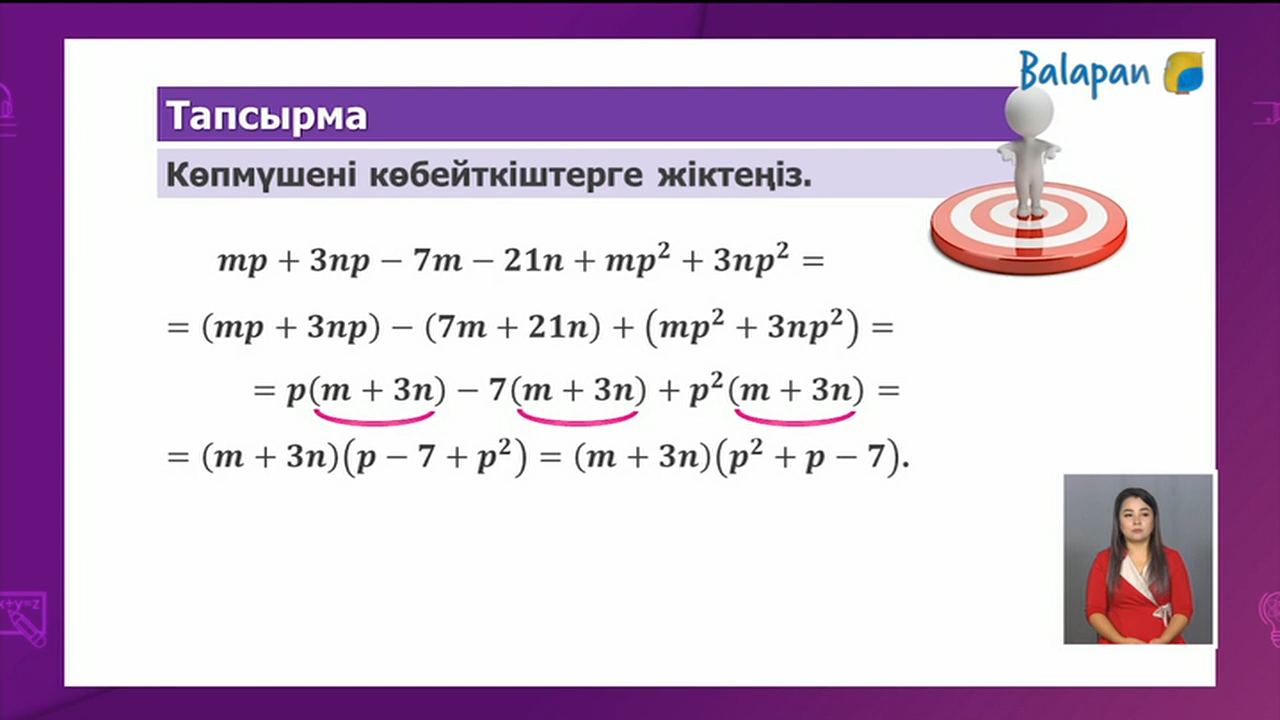 Balapan
Тапсырма
Көпмүшені көбейткіштерге жіктеңіз.
mp + 3np − 7m − 21n + mp² + 3np² =
= (mp + 3np) − (7m + 21n) + (mp² + 3np²) =
= p(m + 3n) − 7(m + 3n) + p²(m + 3n) =
= (m + 3n)(p − 7 + p²) = (m + 3n)(p² + p − 7).
x+y=z